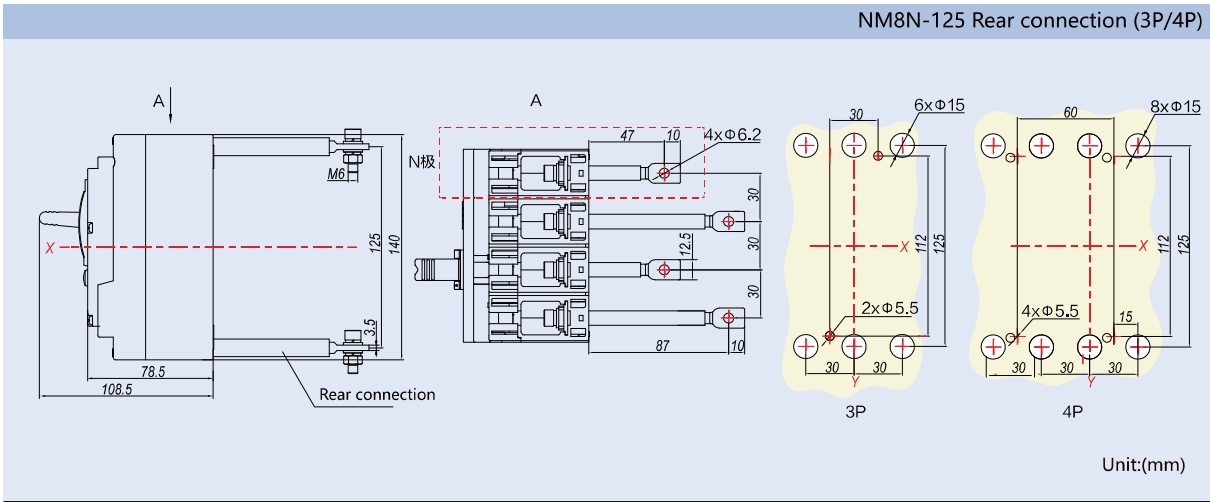 NM8N-125 Rear connection (3P/4P)
A
X
M6
125
140
3.5
78.5
108.5
Rear connection
A
N极
47
10
4xΦ6.2
30
30
12.5
30
87
10
30
6xΦ15
X
112
125
2xΦ5.5
30
30
Y
3P
60
8xΦ15
X
112
125
4xΦ5.5
15
30
30
30
Y
4P
Unit:(mm)